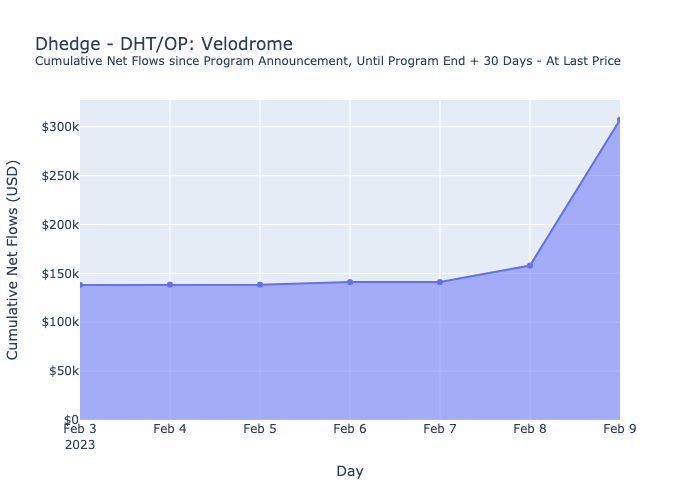 Dhedge - DHT/OP: Velodrome
Cumulative Net Flows since Program Announcement, Until Program End + 30 Days - At Last Price
Cumulative Net Flows (USD)
$300k
$250k
$200k
$150k
$100k
$50k
$0
Feb 3 Feb 4 Feb 5 Feb 6 Feb 7 Feb 8 Feb 9
2023
Day